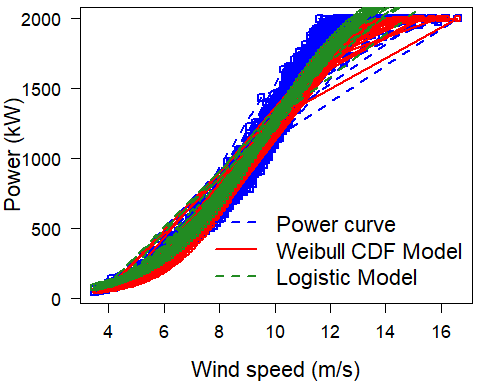 Power (kW)
2000
1500
1000
500
0
Power curve
Weibull CDF Model
Logistic Model
4 6 8 10 12 14 16
Wind speed (m/s)